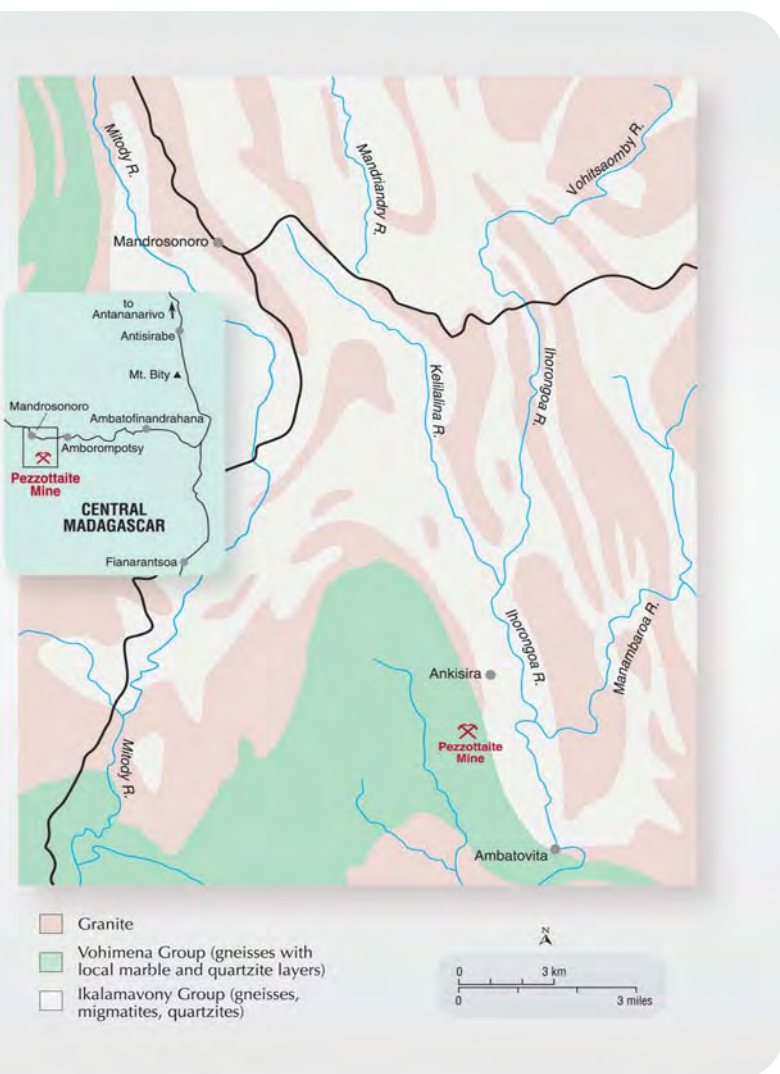 Mitody R.
Mandriandry R.
Vohitsaomby R.
Mandrosonoro
to
Antananarivo
Antisirabe
Mt. Bity
Mandrosonoro
Ambatofinandrahana
Amborompotsy
Pezzottaite
Mine
CENTRAL
MADAGASCAR
Fianarantsoa
Kelilalina R.
Ihorongoa R.
Ihorongoa R.
Manambaroa R.
Ankisira
Pezzottaite
Mine
Mitody R.
Ambatovita
Granite
Vohimena Group (gneisses with
local marble and quartzite layers)
Ikalamavony Group (gneisses,
migmatites, quartzites)
N
0 3 km
0 3 miles